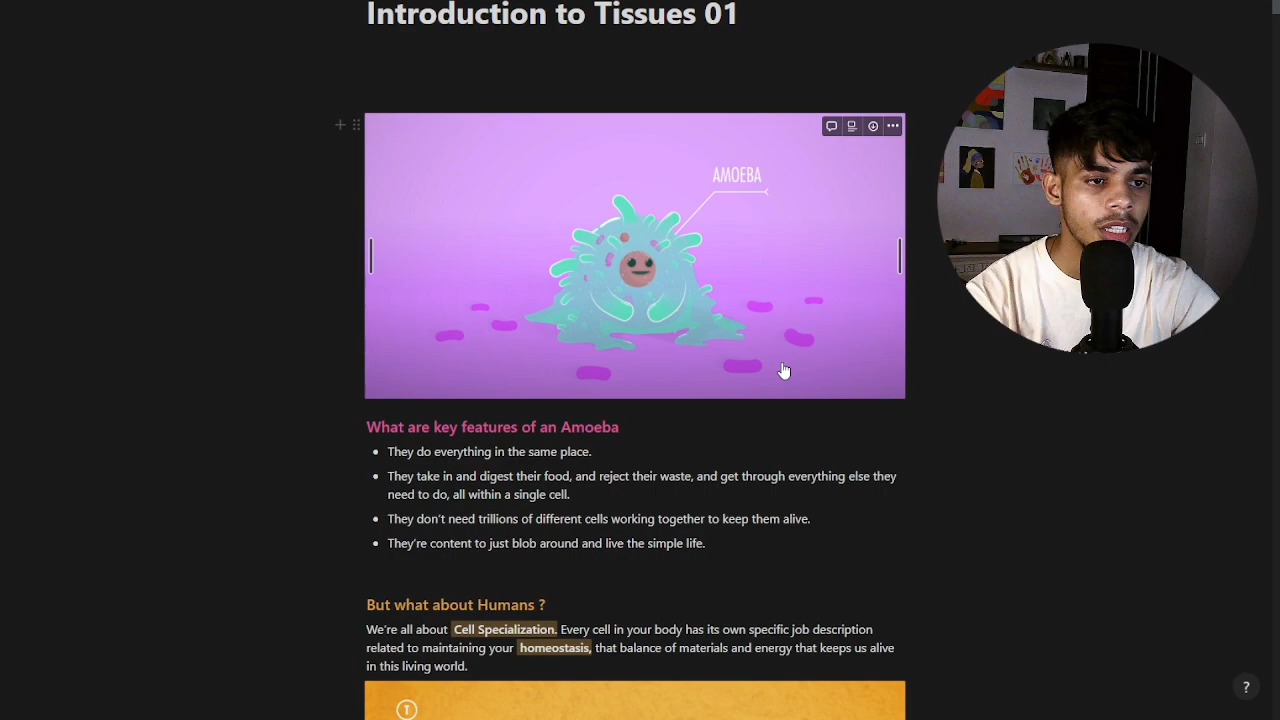 Introduction to Tissues 01
AMOEBA
What are key features of an Amoeba
They do everything in the same place.
They take in and digest their food, and reject their waste, and get through everything else they
need to do, all within a single cell.
They don't need trillions of different cells working together to keep them alive.
They're content to just blob around and live the simple life.
But what about Humans ?
We're all about Cell Specialization. Every cell in your body has its own specific job description
related to maintaining your homeostasis, that balance of materials and energy that keeps us alive
in this living world.
T
?